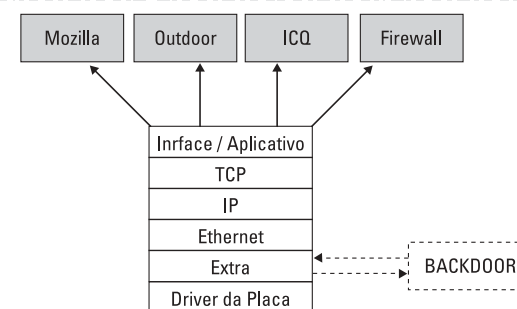 Mozilla
Outdoor
ICQ
Firewall
Inrface / Aplicativo
TCP
IP
Ethernet
Extra
BACKDOOR
Driver da Placa